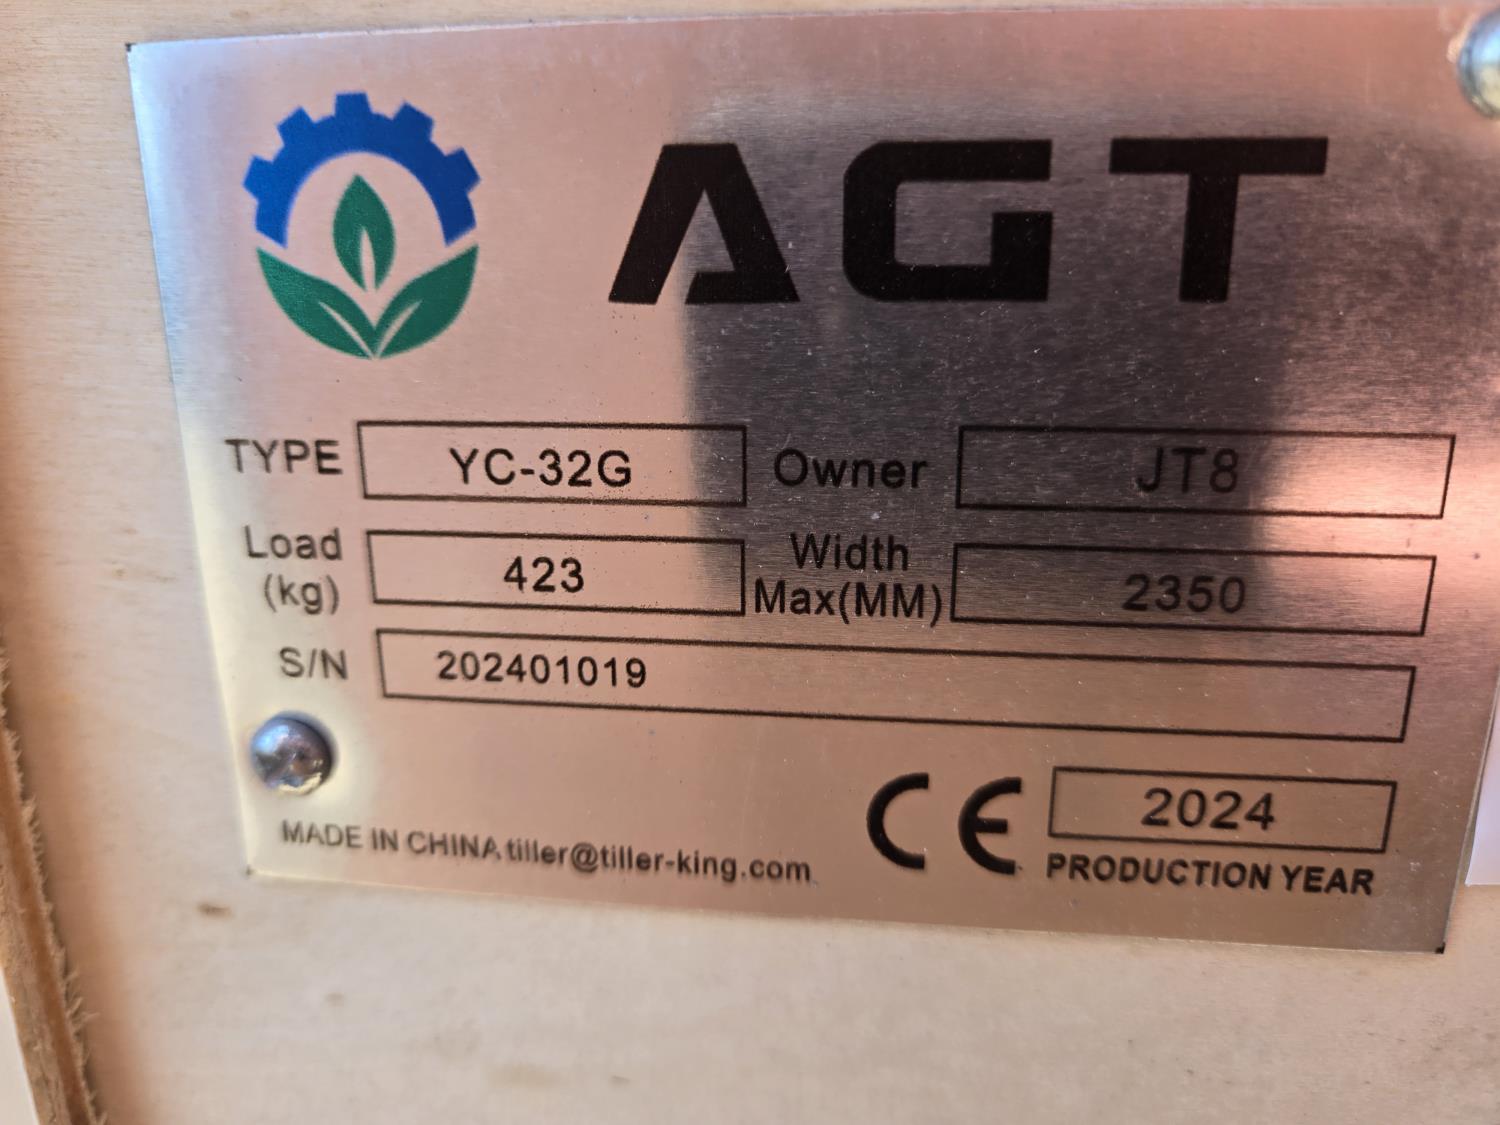 AGT
TYPE YC-32G Owner JT8
Load (kg) 423 Width Max(MM) 2350
S/N 202401019
CE 2024
MADE IN CHINA tiller@tiller-king.com PRODUCTION YEAR